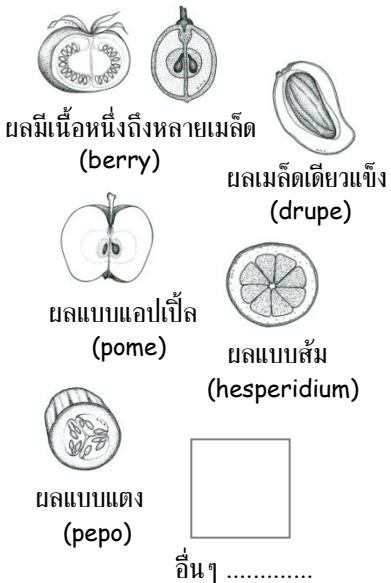 ผลมีเนื้อหนึ่งถึงหลายเมล็ด
(berry)
ผลเมล็ดเดียวแข็ง
(drupe)
ผลแบบแอปเปิ้ล
(pome)
ผลแบบส้ม
(hesperidium)
ผลแบบแตง
(pepo)
อื่นๆ .............